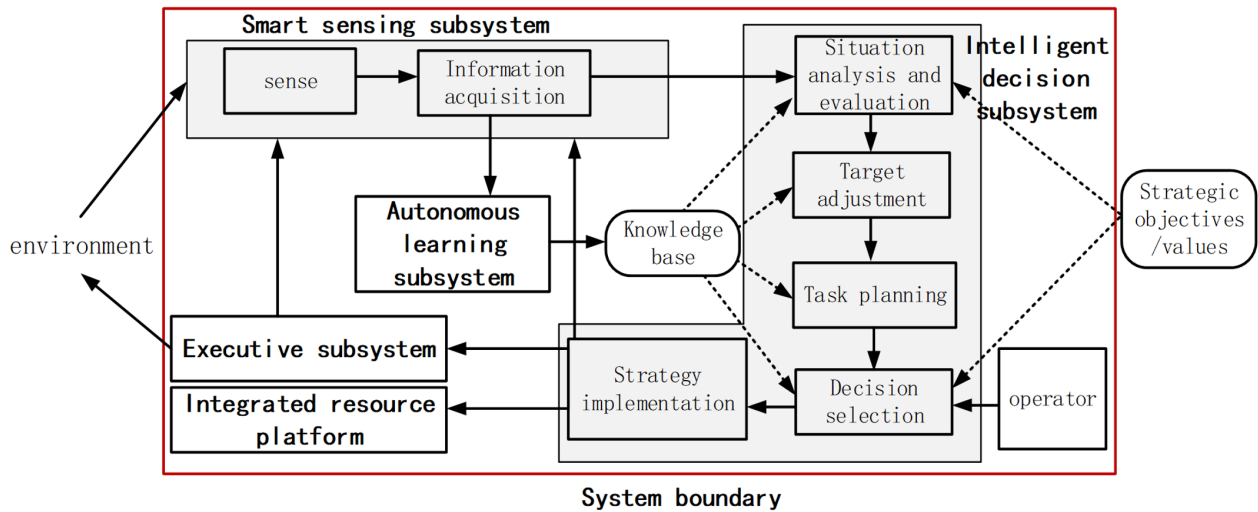 Smart sensing subsystem
sense
Information
acquisition
Situation
analysis and
evaluation
Intelligent
decision
subsystem
Target
adjustment
Strategic
objectives
/values
environment
Autonomous
learning
subsystem
Knowledge
base
Task planning
Executive subsystem
Integrated resource
platform
Strategy
implementation
Decision
selection
operator
System boundary